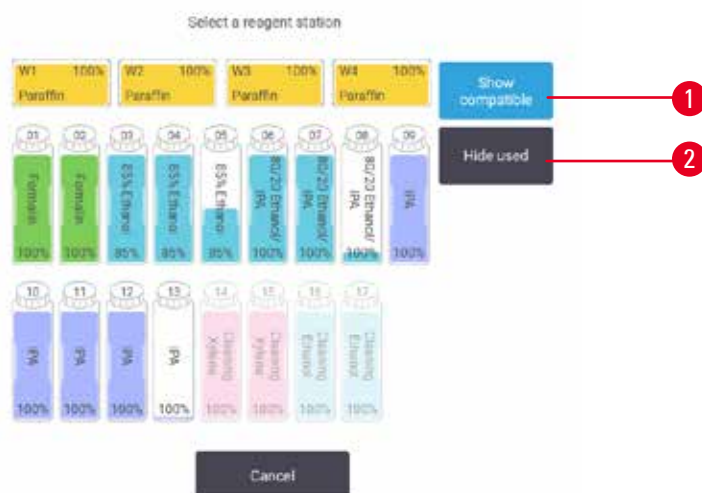 Select a reagent station
W1 100%
Paraffin
W2 100%
Paraffin
W3 100%
Paraffin
W4 100%
Paraffin
Show
compatible
1
Hide used
2
01
Formalin
100%
02
Formalin
100%
03
85% Ethanol
85%
04
85% Ethanol
85%
05
85% Ethanol
85%
06
80/20 Ethanol/
IPA
100%
07
80/20 Ethanol/
IPA
100%
08
80/20 Ethanol/
IPA
100%
09
IPA
100%
10
IPA
100%
11
IPA
100%
12
IPA
100%
13
IPA
100%
14
Cleaning
Xylene
100%
15
Cleaning
Xylene
100%
16
Cleaning
Ethanol
100%
17
Cleaning
Ethanol
100%
Cancel